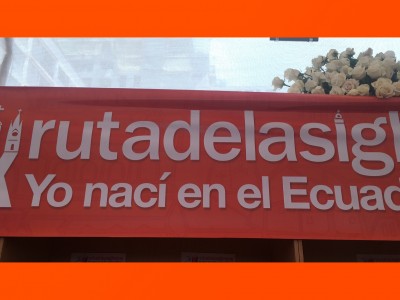 rutadelasigl
Yo nací en el Ecuad